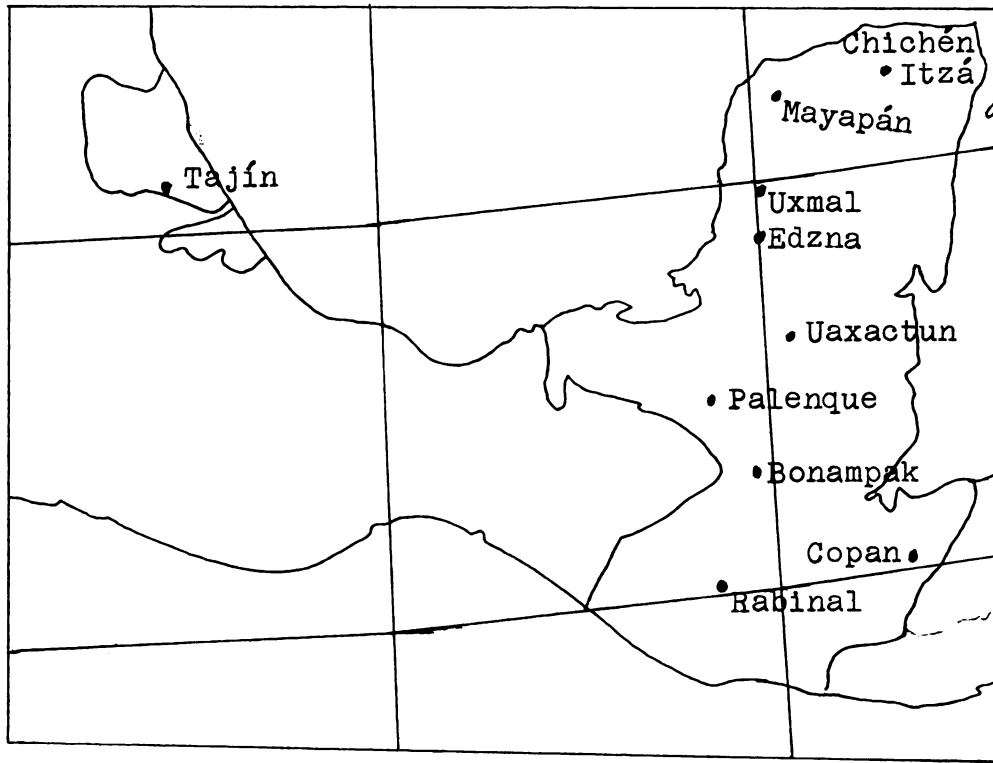 Chichén
Itzá
Mayapán
Tajín
Uxmal
Edzna
Uaxactun
Palenque
Bonampak
Copan
Rabinal